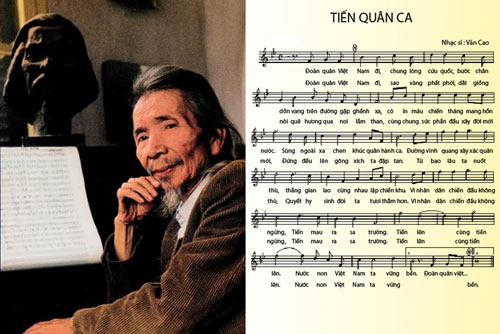 TIẾN QUÂN CA
Nhạc sĩ : Văn Cao
Đoàn quân Việt Nam đi, chung lòng cứu quốc, bước chân
Đoàn quân Việt Nam đi, sao vàng phất phới, dắt giống
dồn vang trên đường gập ghềnh xa, cờ in máu chiến thắng mang hồn
nòi quê hương qua nơi lầm than, cùng chung sức phấn đấu xây đời mới
nước. Súng ngoài xa chen khúc quân hành ca. Đường vinh quang xây xác quân
mới, Đứng đều lên gông xích ta đập tan. Từ bao lâu ta nuốt
thù, thắng gian lao cùng nhau lập chiến khu. Vì nhân dân chiến đấu không
thù, Quyết hy sinh đời ta tươi thắm hơn. Vì nhân dân chiến đấu không
ngừng, Tiến mau ra sa trường. Tiến lên cùng tiến
ngừng, Tiến mau ra sa trường. Tiến lên cùng tiến
lên. Nước non Việt Nam ta vững bền. Đoàn quân việt...
lên. Nước non Việt Nam ta vững bền.